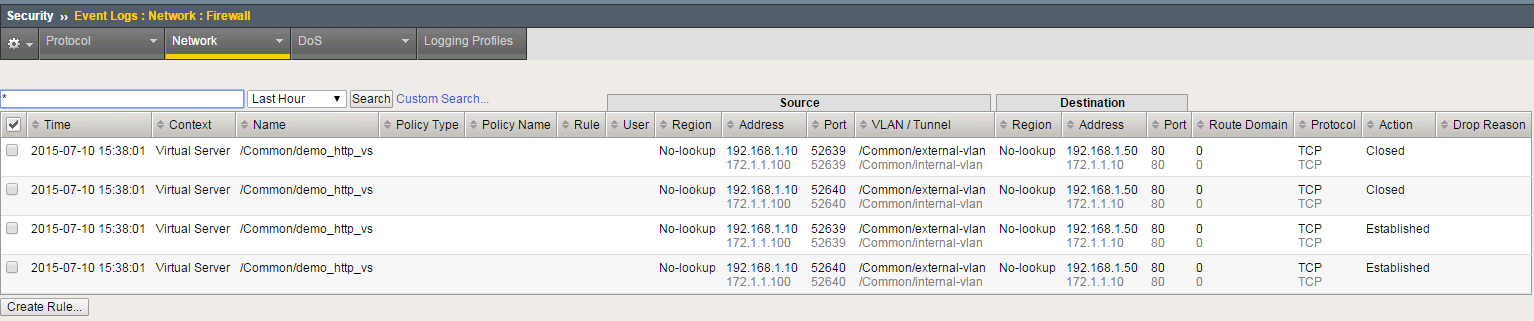 Security » Event Logs : Network : Firewall
Protocol Network DoS Logging Profiles
* Last Hour Search Custom Search...
Source Destination
Time Context Name Policy Type Policy Name Rule User Region Address Port VLAN / Tunnel Region Address Port Route Domain Protocol Action Drop Reason
2015-07-10 15:38:01 Virtual Server /Common/demo_http_vs No-lookup 192.168.1.10 52639 /Common/external-vlan No-lookup 192.168.1.50 80 0 TCP Closed
172.1.1.100 52639 /Common/internal-vlan 172.1.1.10 80 0 TCP
2015-07-10 15:38:01 Virtual Server /Common/demo_http_vs No-lookup 192.168.1.10 52640 /Common/external-vlan No-lookup 192.168.1.50 80 0 TCP Closed
172.1.1.100 52640 /Common/internal-vlan 172.1.1.10 80 0 TCP
2015-07-10 15:38:01 Virtual Server /Common/demo_http_vs No-lookup 192.168.1.10 52639 /Common/external-vlan No-lookup 192.168.1.50 80 0 TCP Established
172.1.1.100 52639 /Common/internal-vlan 172.1.1.10 80 0 TCP
2015-07-10 15:38:01 Virtual Server /Common/demo_http_vs No-lookup 192.168.1.10 52640 /Common/external-vlan No-lookup 192.168.1.50 80 0 TCP Established
172.1.1.100 52640 /Common/internal-vlan 172.1.1.10 80 0 TCP
Create Rule...